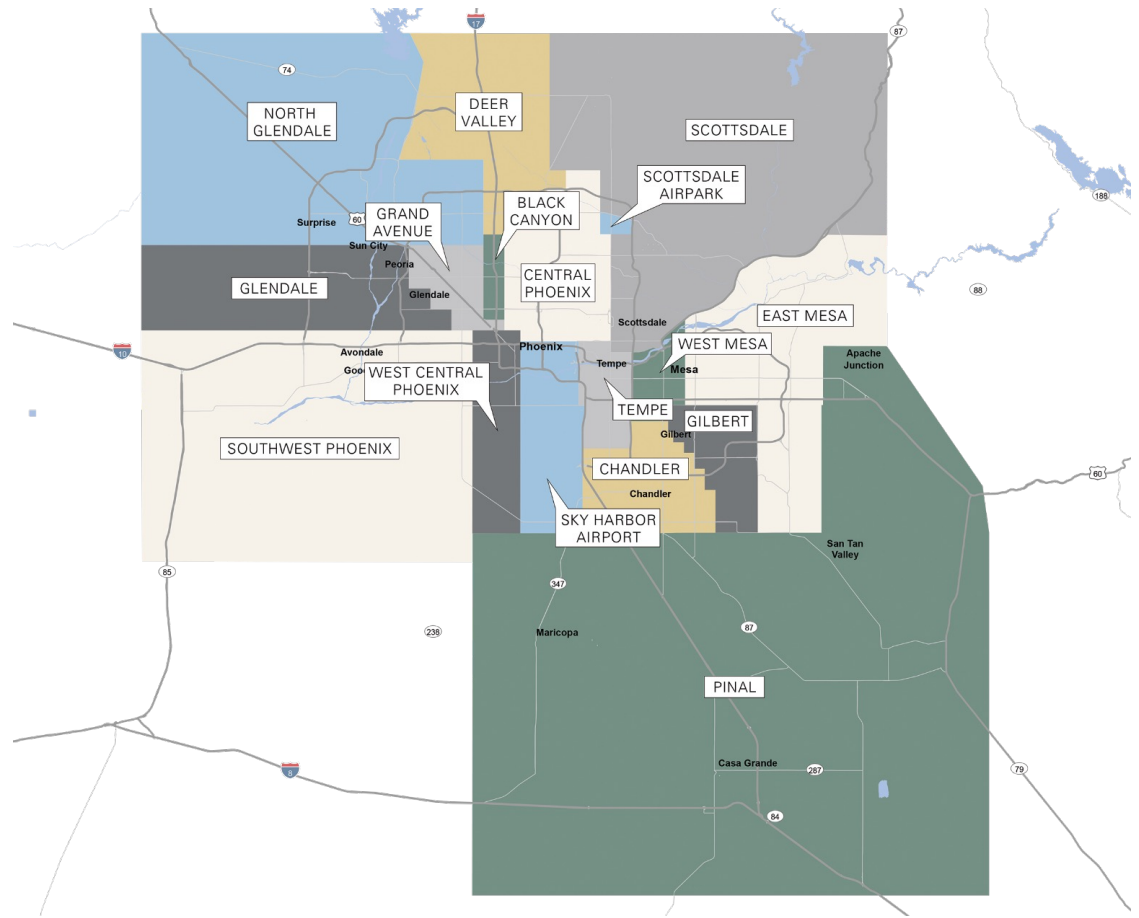 17
87
74
NORTH
GLENDALE
DEER
VALLEY
SCOTTSDALE
SCOTTSDALE
AIRPARK
188
Surprise
60
GRAND
AVENUE
BLACK
CANYON
Sun City
Peoria
GLENDALE
Glendale
CENTRAL
PHOENIX
88
Scottsdale
EAST MESA
10
Avondale
Phoenix
WEST MESA
Apache
Junction
Goo
WEST CENTRAL
PHOENIX
Tempe
Mesa
TEMPE
GILBERT
Gilbert
SOUTHWEST PHOENIX
CHANDLER
Chandler
60
SKY HARBOR
AIRPORT
San Tan
Valley
85
347
238
Maricopa
87
PINAL
Casa Grande
287
8
79
84